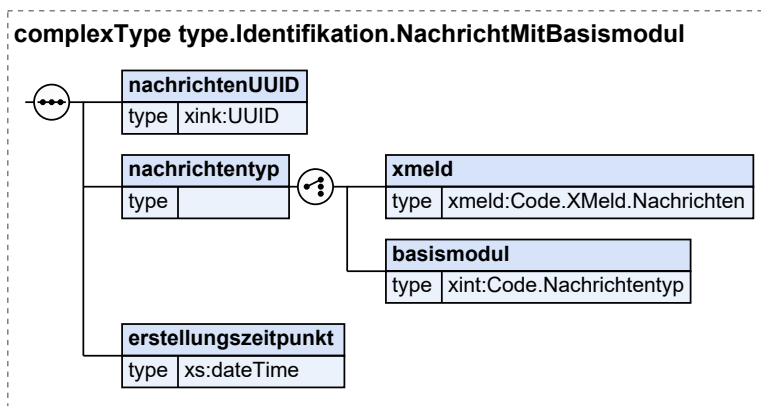 complexType type.Identifikation.NachrichtMitBasismodul
nachrichtenUUID
type xink:UUID
nachrichtentyp
type
xmeld
type xmeld:Code.XMeld.Nachrichten
basismodul
type xint:Code.Nachrichtentyp
erstellungszeitpunkt
type xs:dateTime